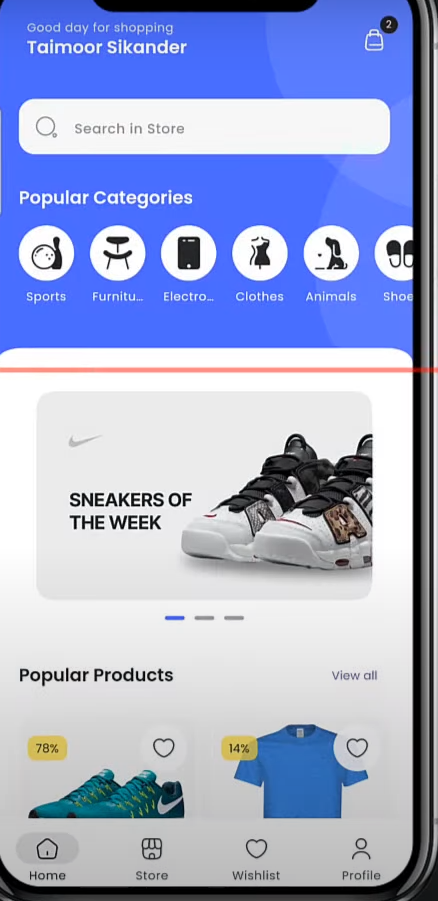 Good day for shopping
Taimoor Sikander
2
Search in Store
Popular Categories
Sports
Furnitu...
Electro...
Clothes
Animals
Shoe
SNEAKERS OF
THE WEEK
Popular Products
View all
78%
14%
Home
Store
Wishlist
Profile